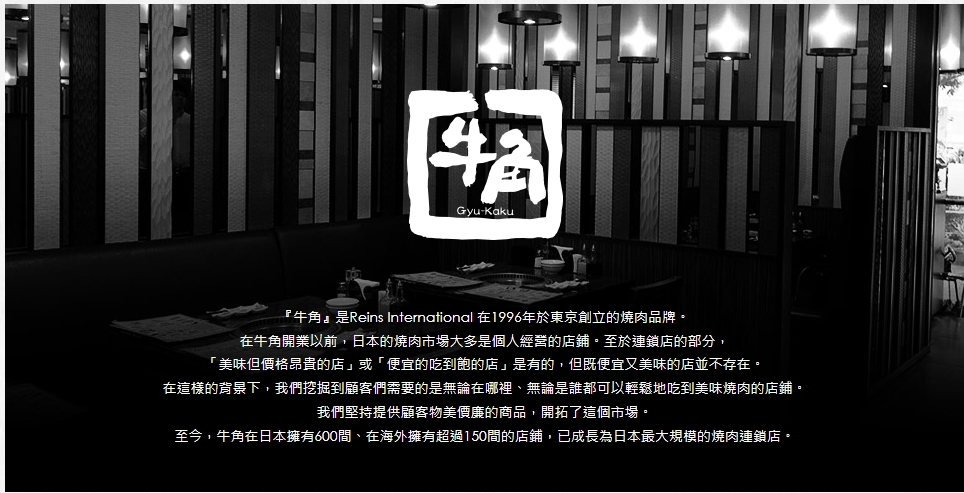 牛角
Gyu-Kaku
『牛角』是Reins International 在1996年於東京創立的燒肉品牌。
在牛角開業以前，日本的燒肉市場大多是個人經營的店鋪。至於連鎖店的部分，
「美味但價格昂貴的店」或「便宜的吃到飽的店」是有的，但既便宜又美味的店並不存在。
在這樣的背景下，我們挖掘到顧客們需要的是無論在哪裡、無論是誰都可以輕鬆地吃到美味燒肉的店鋪。
我們堅持提供顧客物美價廉的商品，開拓了這個市場。
至今，牛角在日本擁有600間、在海外擁有超過150間的店鋪，已成長為日本最大規模的燒肉連鎖店。